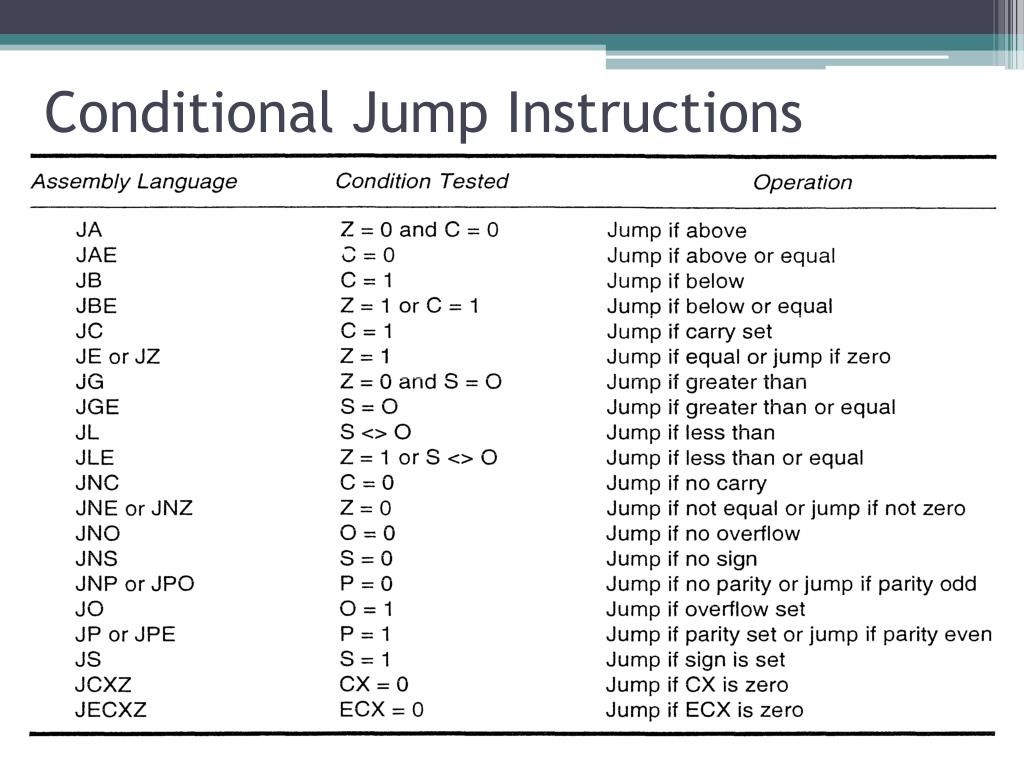 Conditional Jump Instructions
Assembly Language Condition Tested Operation
JA Z = 0 and C = 0 Jump if above
JAE C = 0 Jump if above or equal
JB C = 1 Jump if below
JBE Z = 1 or C = 1 Jump if below or equal
JC C = 1 Jump if carry set
JE or JZ Z = 1 Jump if equal or jump if zero
JG Z = 0 and S = O Jump if greater than
JGE S = O Jump if greater than or equal
JL S <> O Jump if less than
JLE Z = 1 or S <> O Jump if less than or equal
JNC C = 0 Jump if no carry
JNE or JNZ Z = 0 Jump if not equal or jump if not zero
JNO O = 0 Jump if no overflow
JNS S = 0 Jump if no sign
JNP or JPO P = 0 Jump if no parity or jump if parity odd
JO O = 1 Jump if overflow set
JP or JPE P = 1 Jump if parity set or jump if parity even
JS S = 1 Jump if sign is set
JCXZ CX = 0 Jump if CX is zero
JECXZ ECX = 0 Jump if ECX is zero